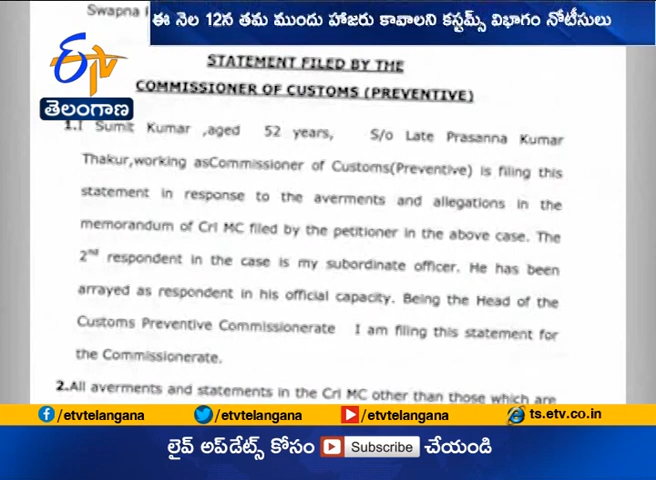 Swapna
ఈ నెల 12న తమ ముందు హాజరు కావాలని కస్టమ్స్ విభాగం నోటీసులు
STATEMENT FILED BY THE
COMMISSIONER OF CUSTOMS (PREVENTIVE)
ETV
తెలంగాణ
1.I Sumit Kumar ,aged 52 years, S/o Late Prasanna Kumar
Thakur,working asCommissioner of Customs(Preventive) is filing this
statement in response to the averments and allegations in the
memorandum of Crl MC filed by the petitioner in the above case. The
2nd respondent in the case is my subordinate officer. He has been
arrayed as respondent in his official capacity. Being the Head of the
Customs Preventive Commissionerate I am filing this statement for
the Commissionerate.
2.All averments and statements in the Crl MC other than those which are
/etvtelangana /etvtelangana /etvtelangana ts.etv.co.in
లైవ్ అప్‌డేట్స్ కోసం Subscribe చేయండి